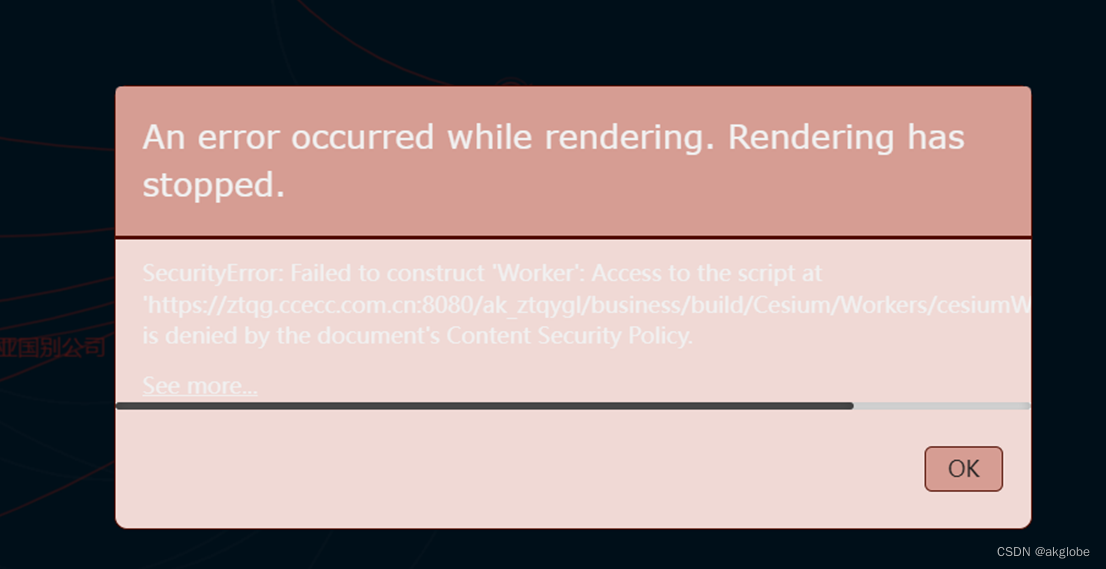 An error occurred while rendering. Rendering has
stopped.
SecurityError: Failed to construct 'Worker': Access to the script at
'https://ztqg.ccecc.com.cn:8080/ak_ztqygl/business/build/Cesium/Workers/cesiumW
is denied by the document's Content Security Policy.
亚国别公司
See more...
OK
CSDN @akglobe